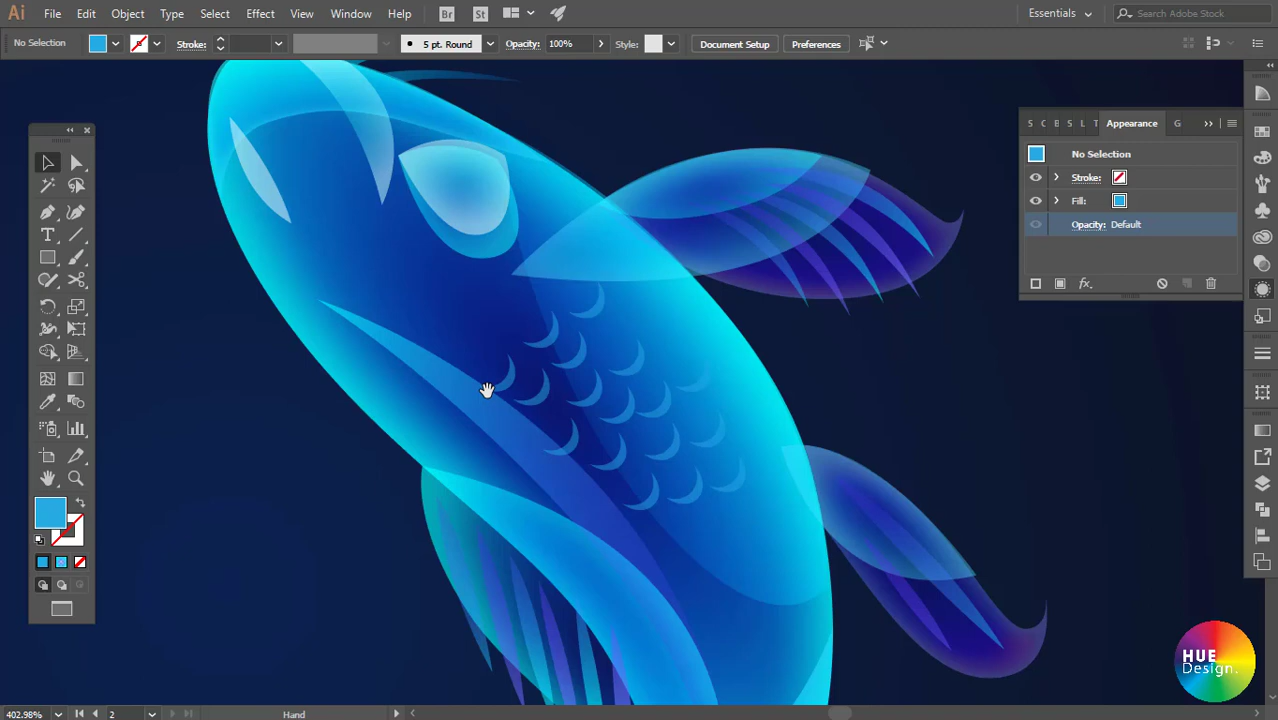 Ai File Edit Object Type Select Effect View Window Help Br St Essentials Search Adobe Stock
No Selection Stroke: 5 pt. Round Opacity: 100% Style: Document Setup Preferences
S C B S L T Appearance G
No Selection
Stroke:
Fill:
Opacity: Default
fx.
HUE
Design.
402.98% 2 Hand